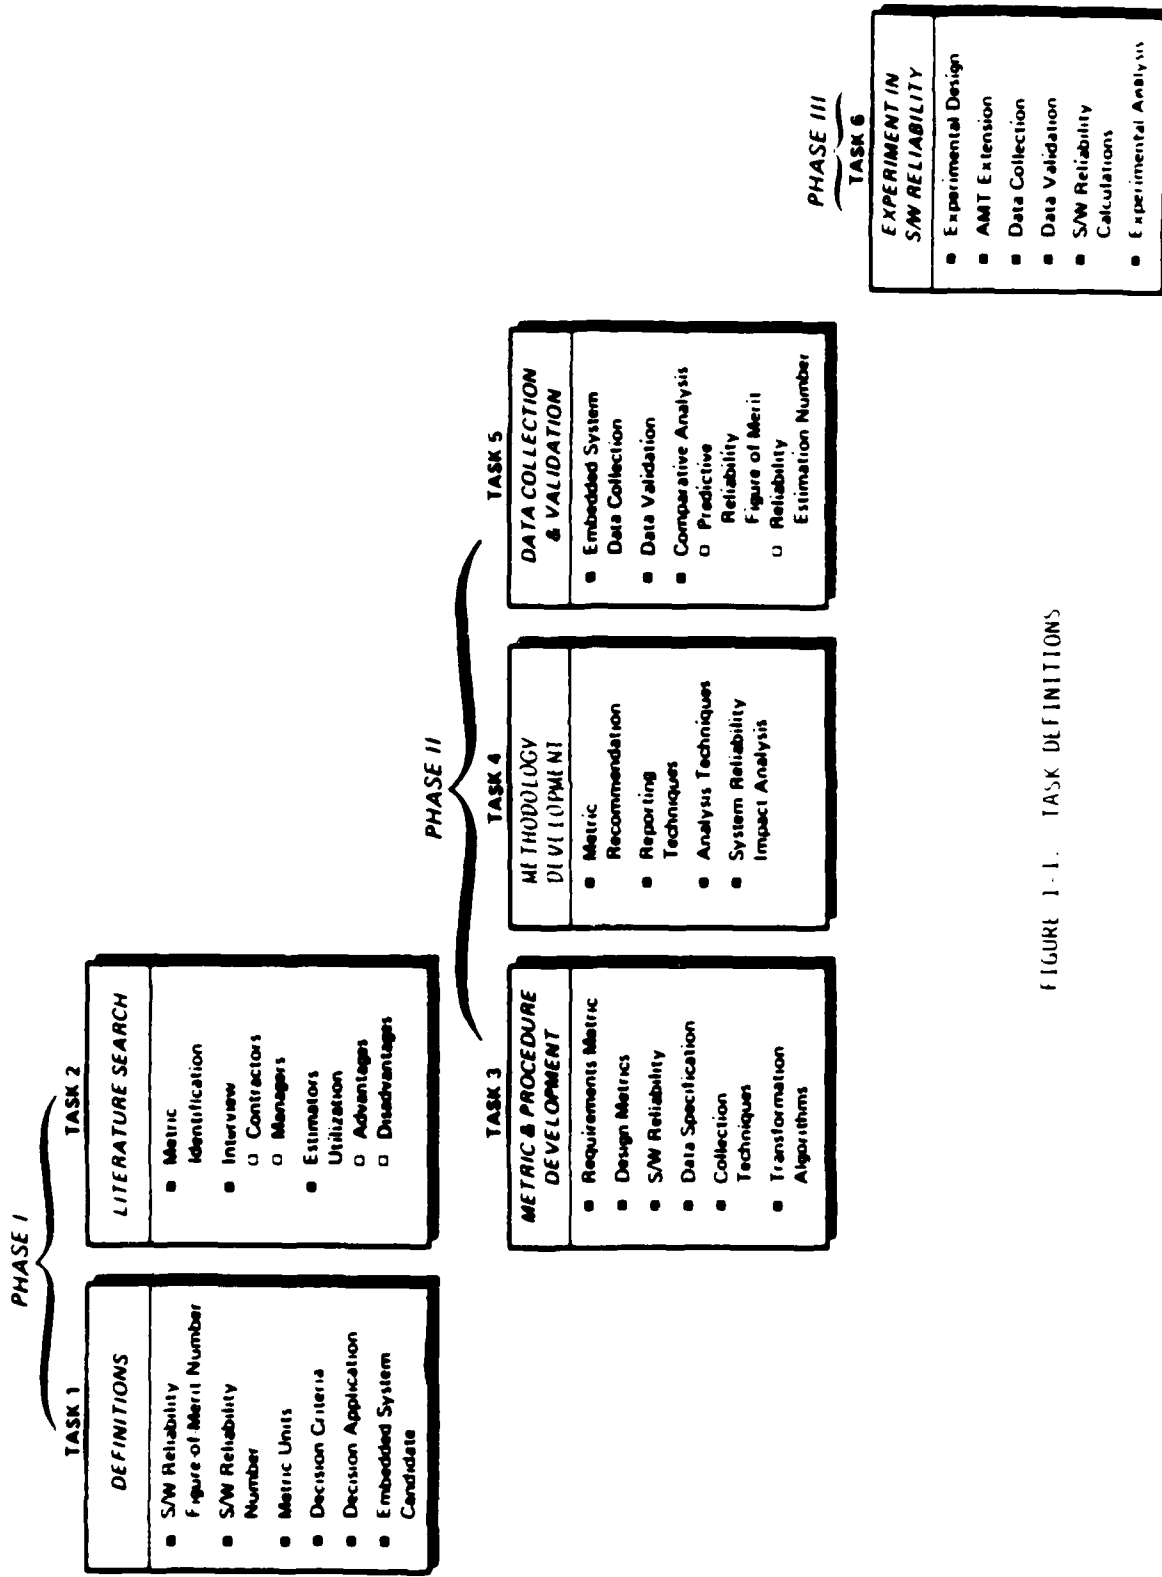 PHASE I
TASK 1
DEFINITIONS
S/W Reliability
Figure-of-Merit Number
S/W Reliability
Number
Metric Units
Decision Criteria
Decision Application
Embedded System
Candidate
TASK 2
LITERATURE SEARCH
Metric
Identification
Interview
Contractors
Managers
Estimators
Utilization
Advantages
Disadvantages
PHASE II
TASK 3
METRIC & PROCEDURE
DEVELOPMENT
Requirements Metric
Design Metrics
S/W Reliability
Data Specification
Collection
Techniques
Transformation
Algorithms
TASK 4
METHODOLOGY
DEVELOPMENT
Metric
Recommendation
Reporting
Techniques
Analysis Techniques
System Reliability
Impact Analysis
TASK 5
DATA COLLECTION
& VALIDATION
Embedded System
Data Collection
Data Validation
Comparative Analysis
Predictive
Reliability
Figure of Merit
Reliability
Estimation Number
PHASE III
TASK 6
EXPERIMENT IN
S/W RELIABILITY
Experimental Design
AMT Extension
Data Collection
Data Validation
S/W Reliability
Calculations
Experimental Analysis
FIGURE 1-1. TASK DEFINITIONS